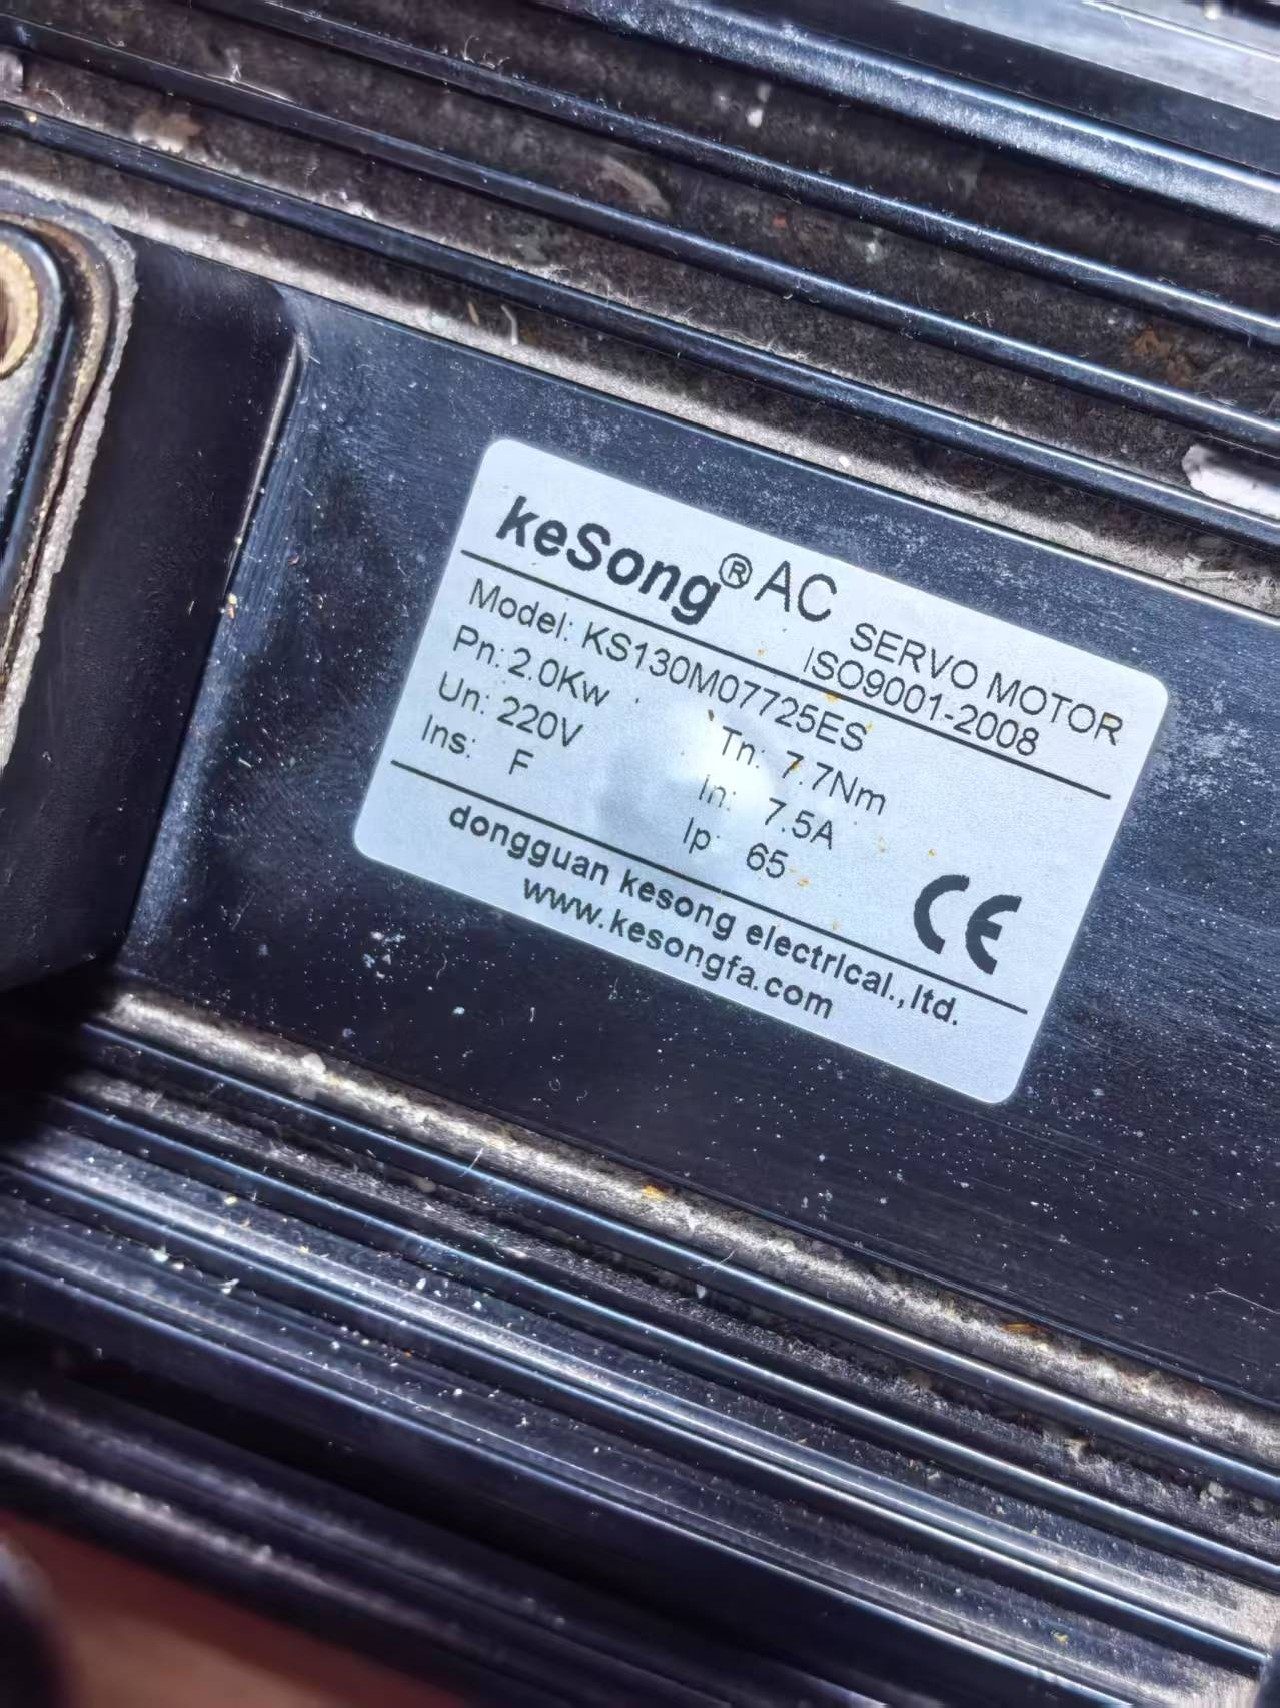 keSong® AC SERVO MOTOR
ISO9001-2008
Model: KS130M07725ES
Pn: 2.0Kw Tn: 7.7Nm
Un: 220V In: 7.5A
Ins: F Ip: 65
CE
dongguan kesong electrical.,ltd.
www.kesongfa.com